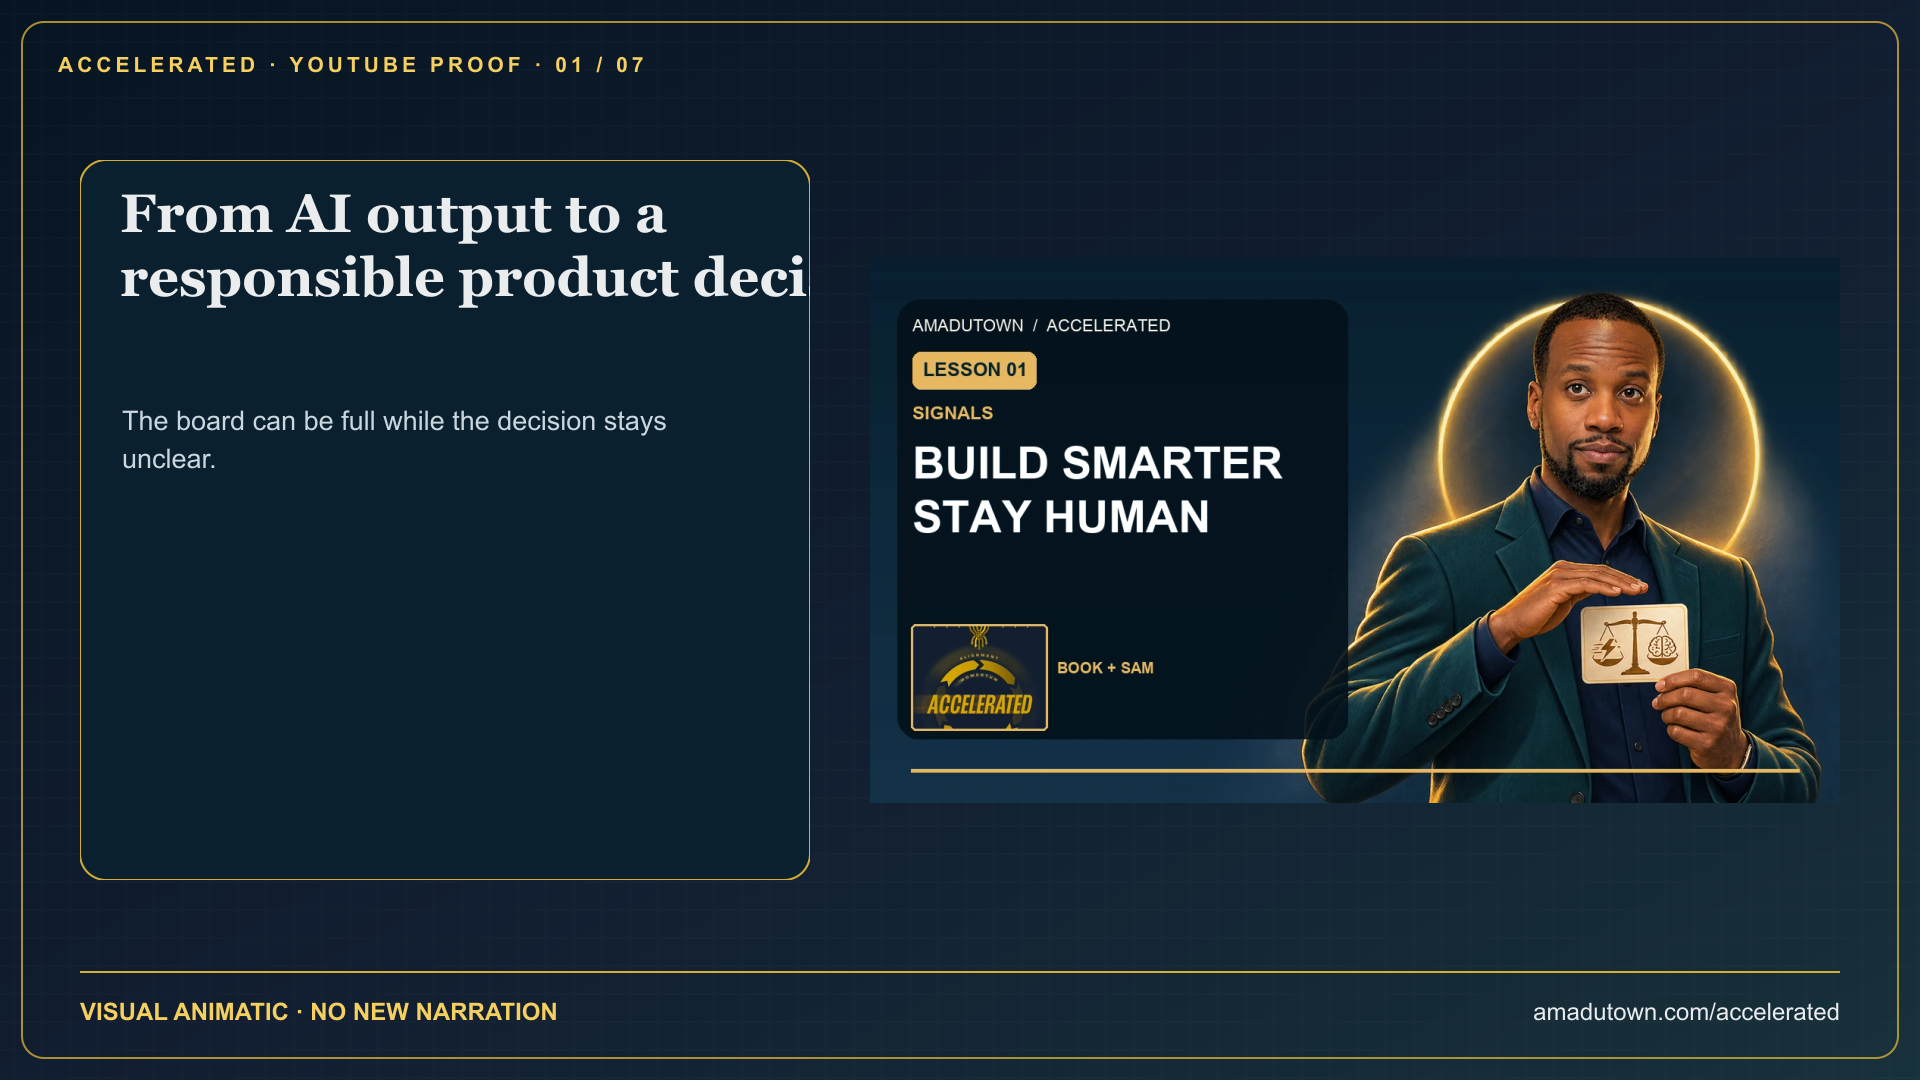 ACCELERATED · YOUTUBE PROOF · 01 / 07
From AI output to a
responsible product deci
The board can be full while the decision stays
unclear.
AMADUTOWN / ACCELERATED
LESSON 01
SIGNALS
BUILD SMARTER
STAY HUMAN
ALIGNMENT
MOMENTUM
ACCELERATED
BOOK + SAM
VISUAL ANIMATIC · NO NEW NARRATION
amadutown.com/accelerated